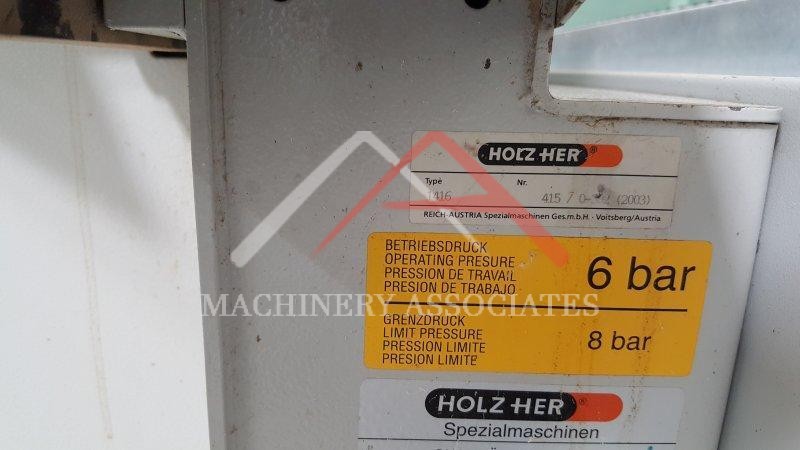 HOLZ-HER ®
Type Nr.
1416 415 / 0- (2003)
REICH-AUSTRIA Spezialmaschinen Ges.m.b.H · Voitsberg/Austria
BETRIEBSDRUCK
OPERATING PRESURE
PRESSION DE TRAVAIL
PRESION DE TRABAJO
6 bar
MACHINERY ASSOCIATES
GRENZDRUCK
LIMIT PRESSURE
PRESSION LIMITE
PRESION LIMITE
8 bar
HOLZ-HER ®
Spezialmaschinen